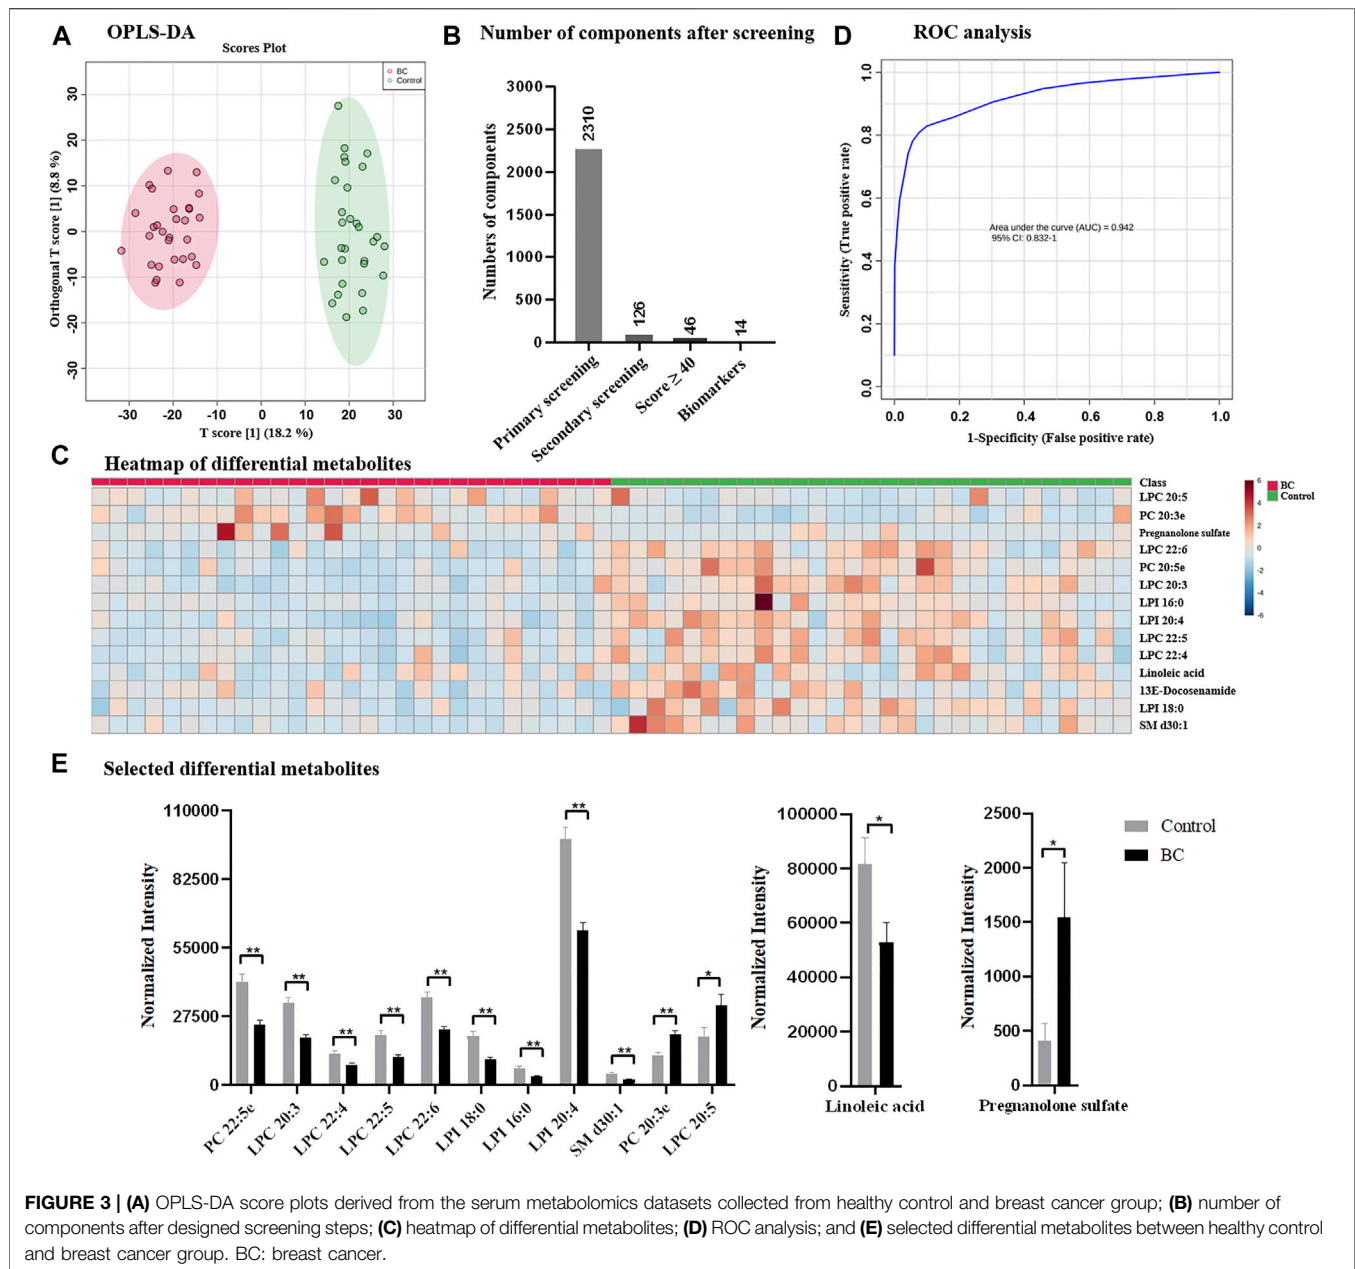 A OPLS-DA
Scores Plot
BC
Control
Orthogonal T score [1] (8.8 %)
30
20
10
0
-10
-20
-30
-30 -20 -10 0 10 20 30
T score [1] (18.2 %)
B Number of components after screening
Numbers of components
3000
2500
2000
1500
1000
500
0
2310
126
46
14
Primary screening
Secondary screening
Score ≥ 40
Biomarkers
D ROC analysis
Sensitivity (True positive rate)
1.0
0.8
0.6
0.4
0.2
0.0
Area under the curve (AUC) = 0.942
95% CI: 0.832-1
0.0 0.2 0.4 0.6 0.8 1.0
1-Specificity (False positive rate)
C Heatmap of differential metabolites
Class
LPC 20:5
PC 20:3e
Pregnanolone sulfate
LPC 22:6
PC 20:5e
LPC 20:3
LPI 16:0
LPI 20:4
LPC 22:5
LPC 22:4
Linoleic acid
13E-Docosenamide
LPI 18:0
SM d30:1
6
4
2
0
-2
-4
-6
BC
Control
E Selected differential metabolites
Normalized Intensity
110000
82500
55000
27500
0
** ** ** ** ** ** ** ** ** ** *
PC 22:5e
LPC 20:3
LPC 22:4
LPC 22:5
LPC 22:6
LPI 18:0
LPI 16:0
LPI 20:4
SM d30:1
PC 20:3e
LPC 20:5
Normalized Intensity
100000
80000
60000
40000
20000
0
*
Linoleic acid
Normalized Intensity
2500
2000
1500
1000
500
0
*
Pregnanolone sulfate
Control
BC
FIGURE 3 | (A) OPLS-DA score plots derived from the serum metabolomics datasets collected from healthy control and breast cancer group; (B) number of
components after designed screening steps; (C) heatmap of differential metabolites; (D) ROC analysis; and (E) selected differential metabolites between healthy control
and breast cancer group. BC: breast cancer.